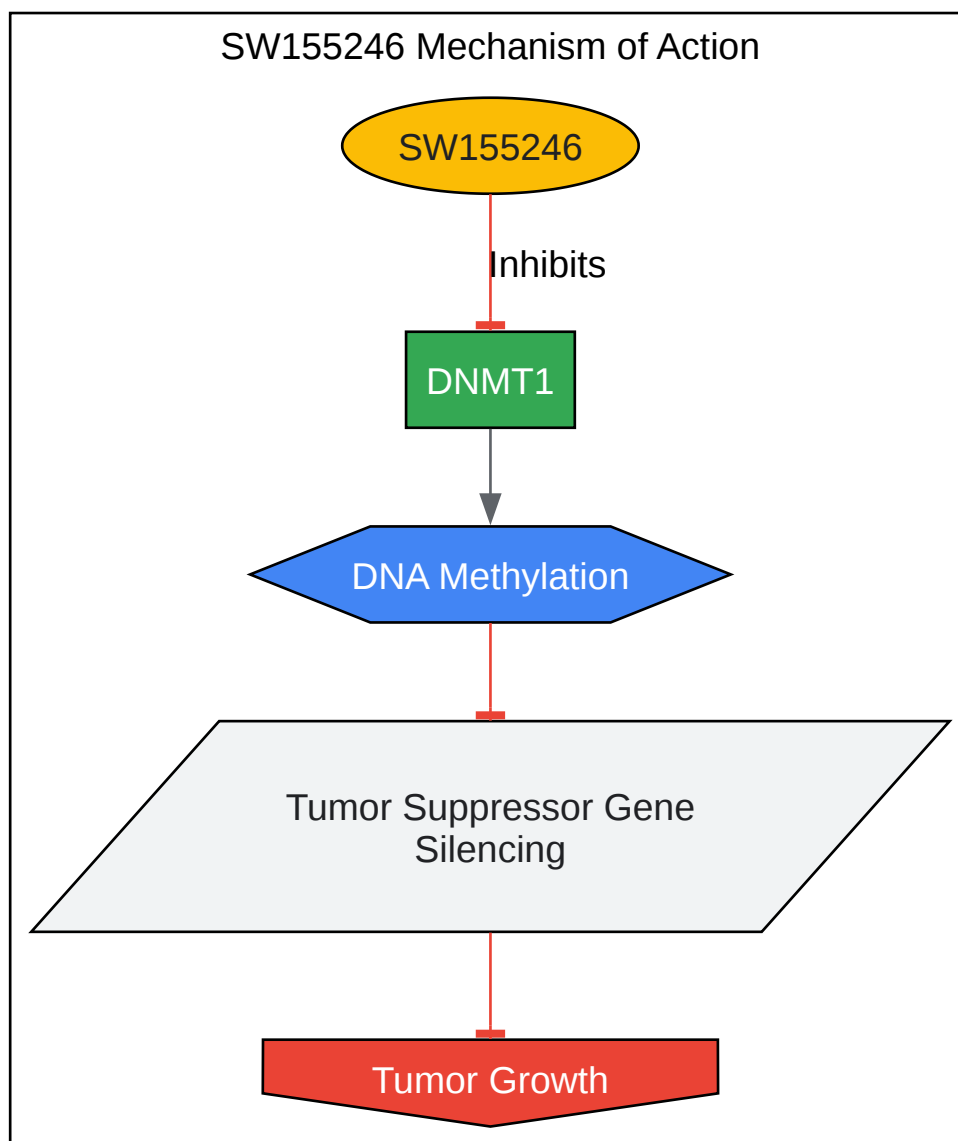 SW155246 Mechanism of Action
SW155246
Inhibits
DNMT1
DNA Methylation
Tumor Suppressor Gene
Silencing
Tumor Growth